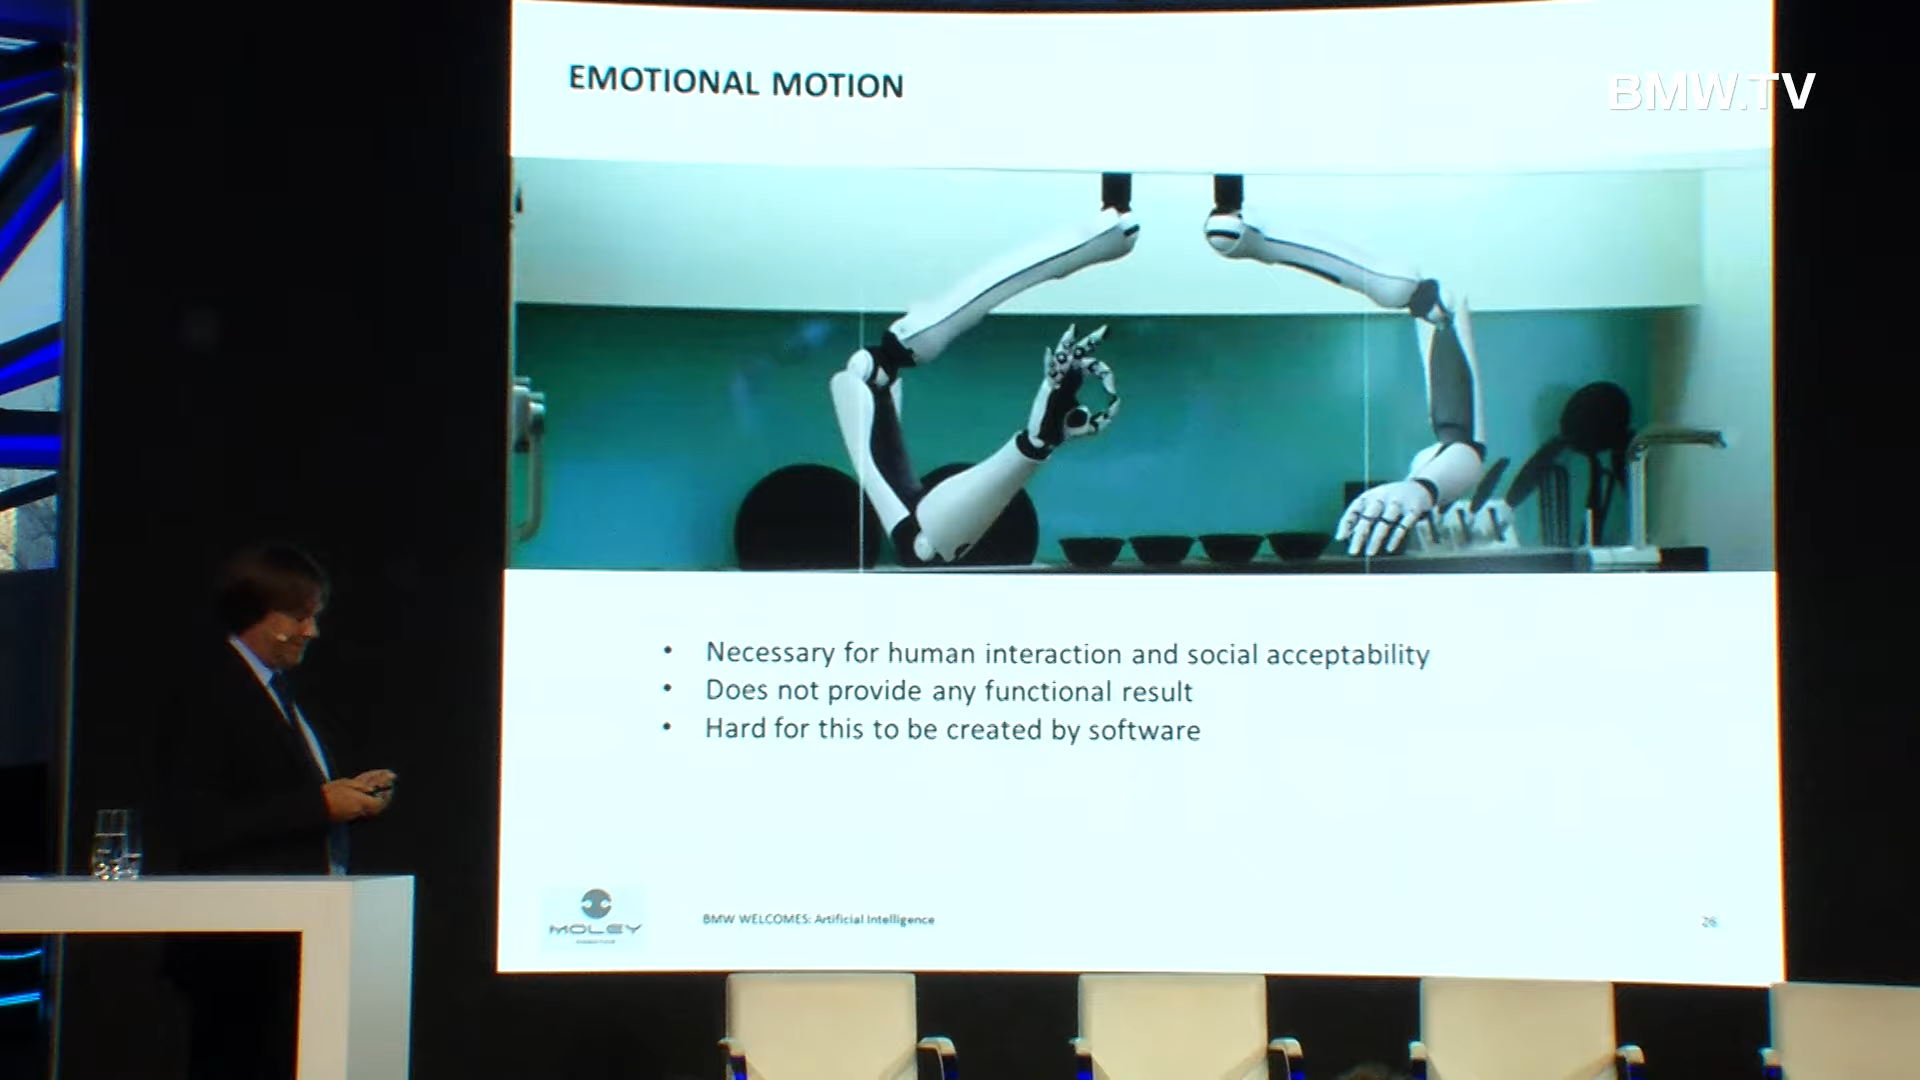 EMOTIONAL MOTION
BMW.TV
• Necessary for human interaction and social acceptability
• Does not provide any functional result
• Hard for this to be created by software
MOLEY
BMW WELCOMES: Artificial Intelligence
26